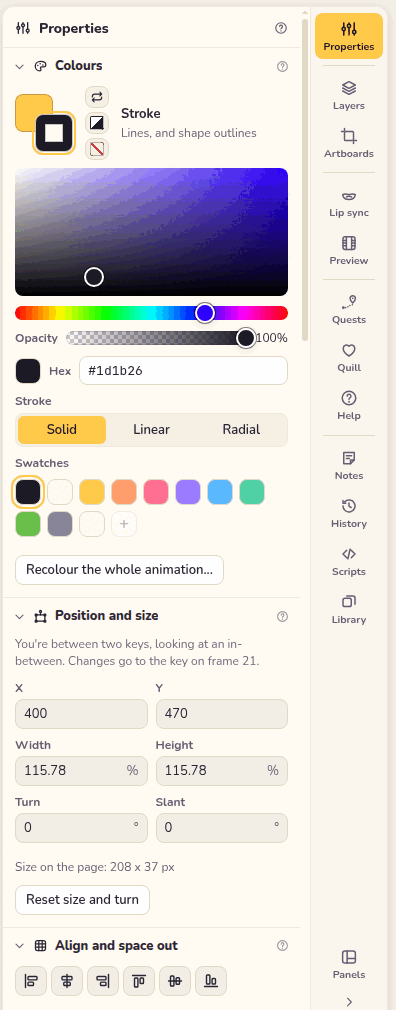 Properties
Colours
Stroke
Lines, and shape outlines
Opacity
100%
Hex
#1d1b26
Stroke
Solid
Linear
Radial
Swatches
+
Recolour the whole animation...
Position and size
You're between two keys, looking at an in-
between. Changes go to the key on frame 21.
X
Y
400
470
Width
Height
115.78 %
115.78 %
Turn
Slant
0 °
0 °
Size on the page: 208 x 37 px
Reset size and turn
Align and space out
Properties
Layers
Artboards
Lip sync
Preview
Quests
Quill
Help
Notes
History
Scripts
Library
Panels